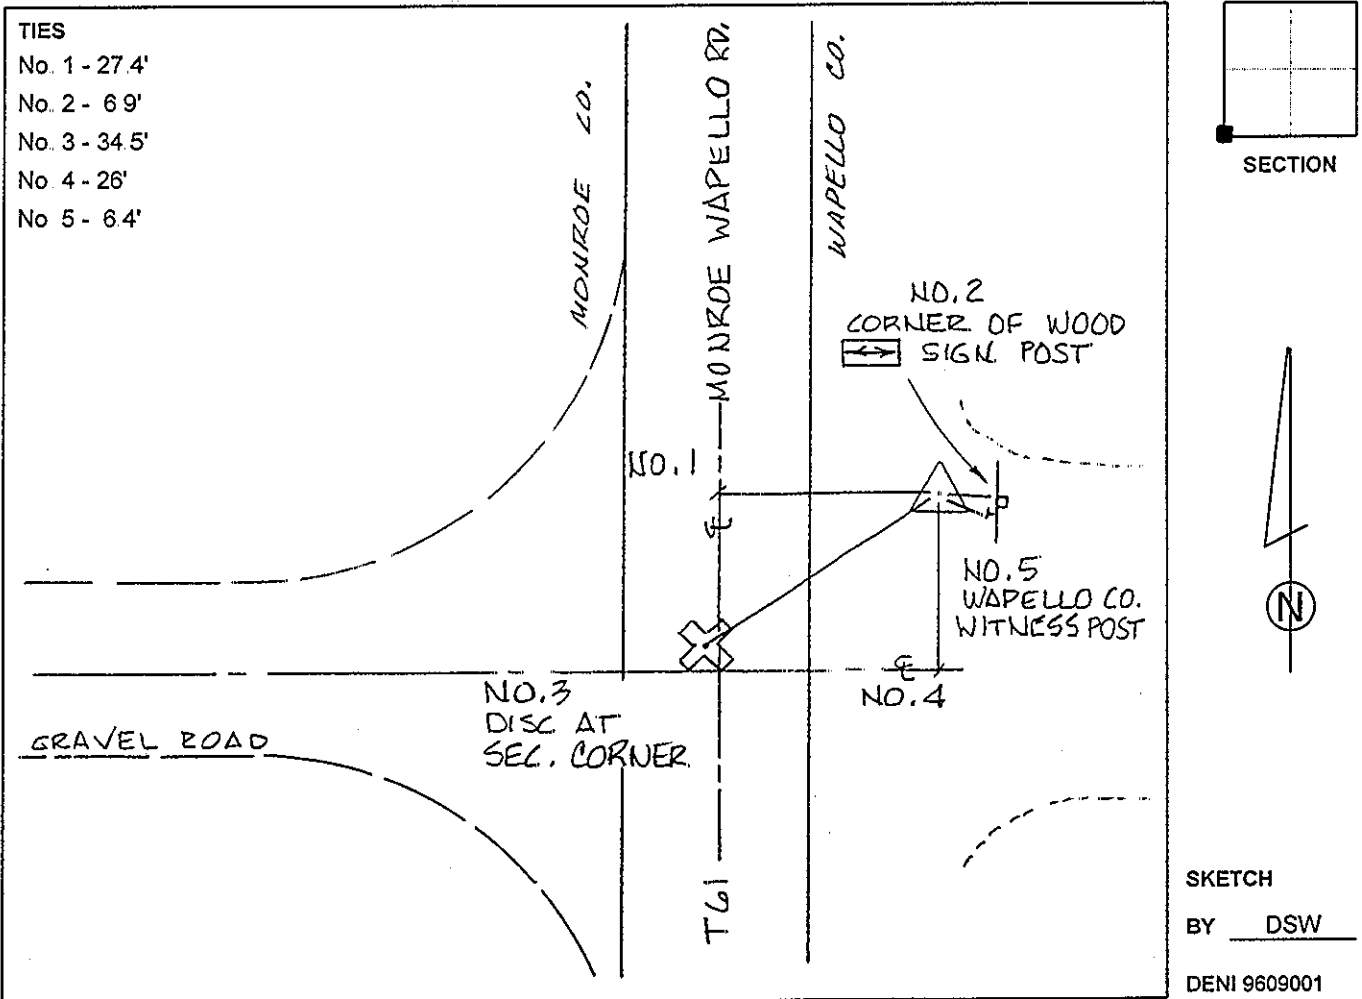 TIES
No. 1 - 27.4'
No. 2 - 6 9'
No. 3 - 34.5'
No 4 - 26'
No 5 - 6.4'
MONROE CO.
MONROE WAPELLO RD.
WAPELLO CO.
SECTION
NO. 2
CORNER OF WOOD
SIGN POST
NO. 1
℄
NO. 5
WAPELLO CO.
WITNESS POST
N
℄
NO. 4
NO. 3
DISC AT
SEC. CORNER
GRAVEL ROAD
T61
SKETCH
BY DSW
DENI 9609001